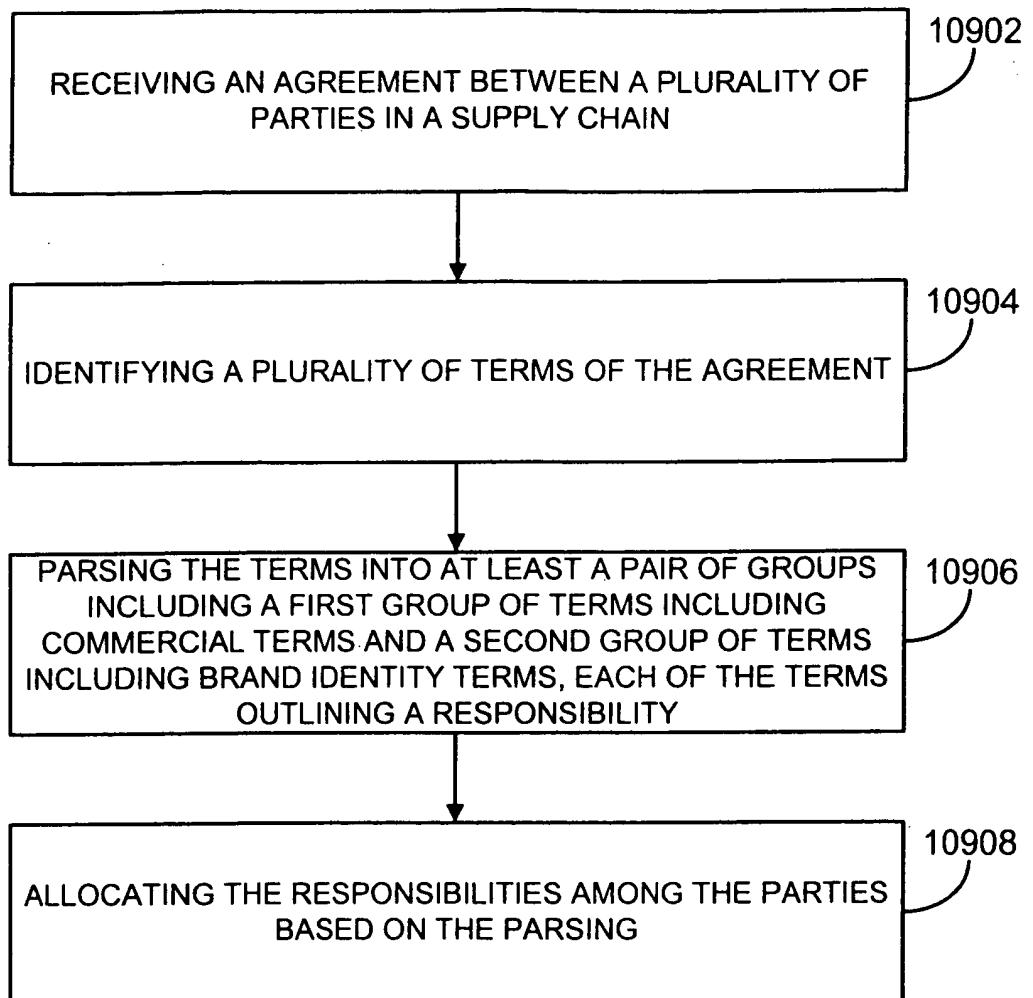 10902
RECEIVING AN AGREEMENT BETWEEN A PLURALITY OF
PARTIES IN A SUPPLY CHAIN
10904
IDENTIFYING A PLURALITY OF TERMS OF THE AGREEMENT
10906
PARSING THE TERMS INTO AT LEAST A PAIR OF GROUPS
INCLUDING A FIRST GROUP OF TERMS INCLUDING
COMMERCIAL TERMS AND A SECOND GROUP OF TERMS
INCLUDING BRAND IDENTITY TERMS, EACH OF THE TERMS
OUTLINING A RESPONSIBILITY
10908
ALLOCATING THE RESPONSIBILITIES AMONG THE PARTIES
BASED ON THE PARSING